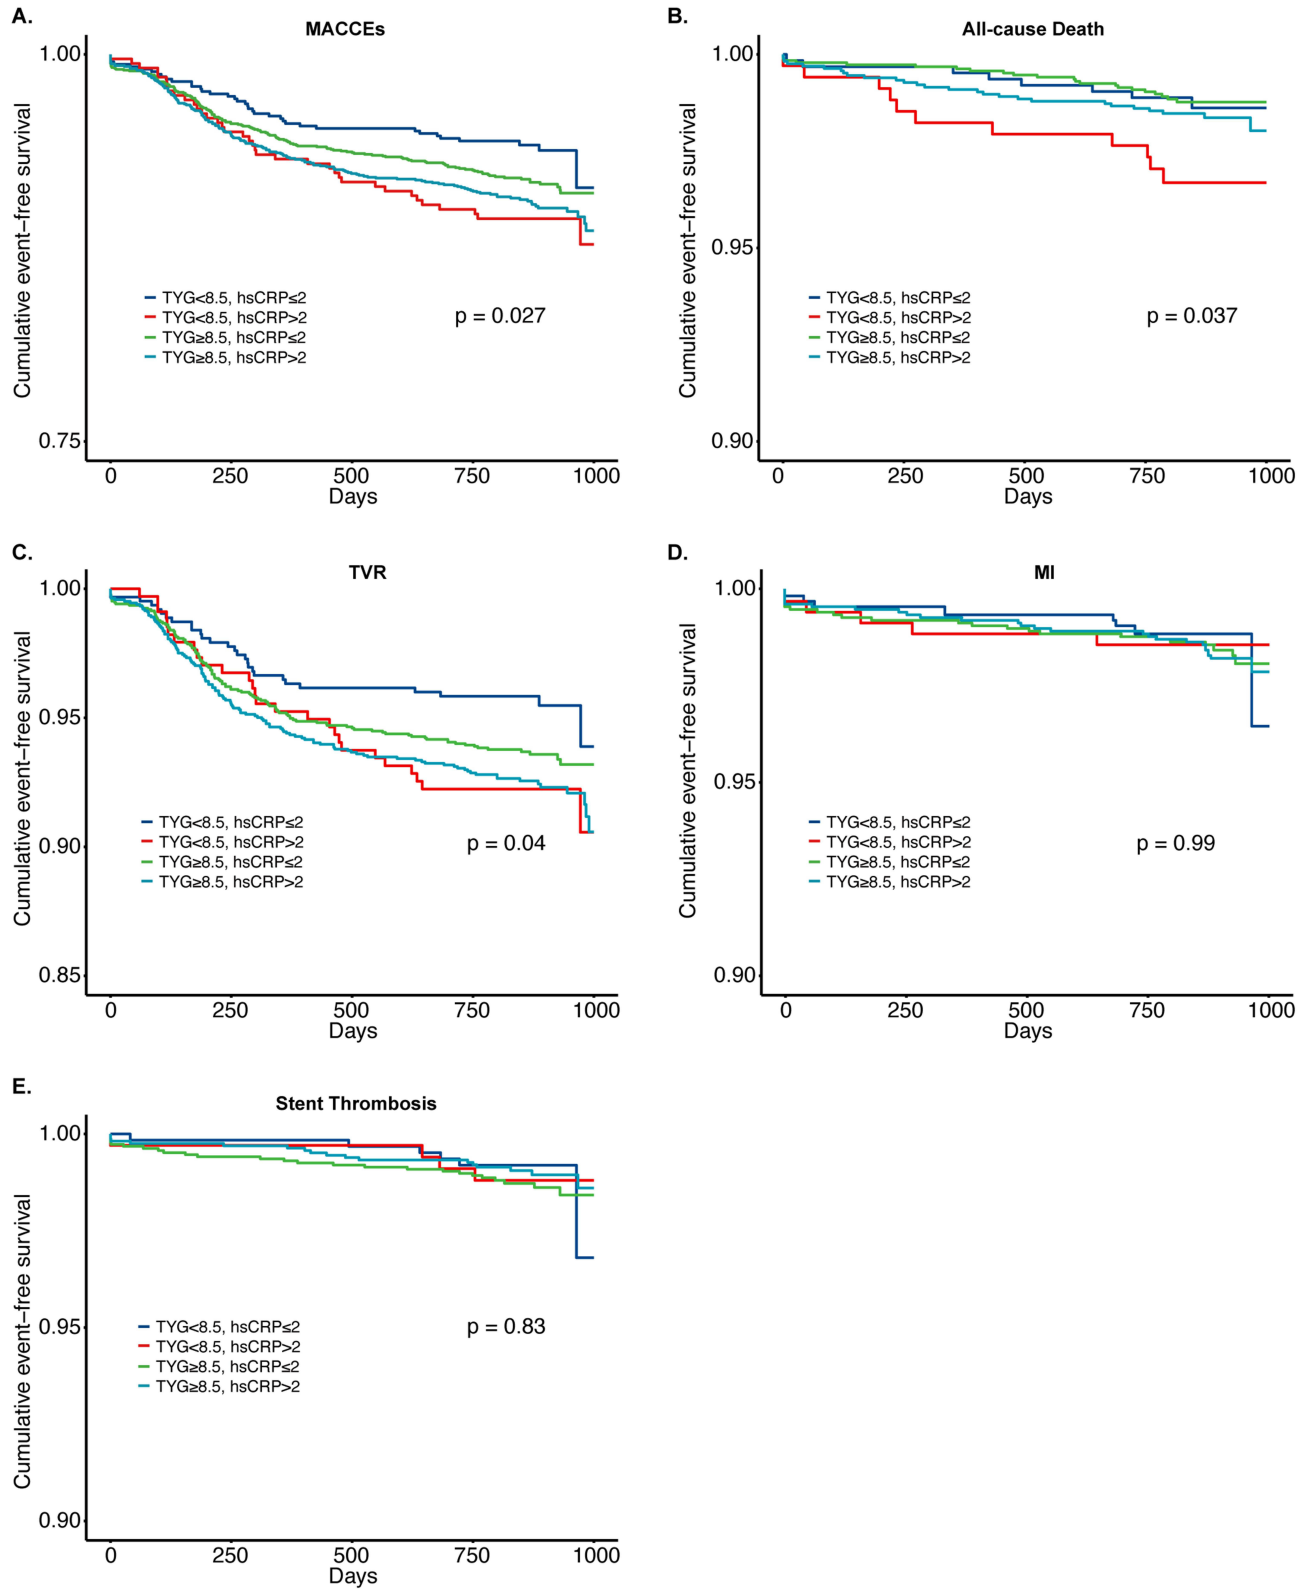 A.
MACCEs
Cumulative event–free survival
1.00
0.75
TYG<8.5, hsCRP≤2
TYG<8.5, hsCRP>2
TYG≥8.5, hsCRP≤2
TYG≥8.5, hsCRP>2
p = 0.027
0 250 500 750 1000
Days
B.
All-cause Death
Cumulative event–free survival
1.00
0.95
0.90
TYG<8.5, hsCRP≤2
TYG<8.5, hsCRP>2
TYG≥8.5, hsCRP≤2
TYG≥8.5, hsCRP>2
p = 0.037
0 250 500 750 1000
Days
C.
TVR
Cumulative event–free survival
1.00
0.95
0.90
0.85
TYG<8.5, hsCRP≤2
TYG<8.5, hsCRP>2
TYG≥8.5, hsCRP≤2
TYG≥8.5, hsCRP>2
p = 0.04
0 250 500 750 1000
Days
D.
MI
Cumulative event–free survival
1.00
0.95
0.90
TYG<8.5, hsCRP≤2
TYG<8.5, hsCRP>2
TYG≥8.5, hsCRP≤2
TYG≥8.5, hsCRP>2
p = 0.99
0 250 500 750 1000
Days
E.
Stent Thrombosis
Cumulative event–free survival
1.00
0.95
0.90
TYG<8.5, hsCRP≤2
TYG<8.5, hsCRP>2
TYG≥8.5, hsCRP≤2
TYG≥8.5, hsCRP>2
p = 0.83
0 250 500 750 1000
Days